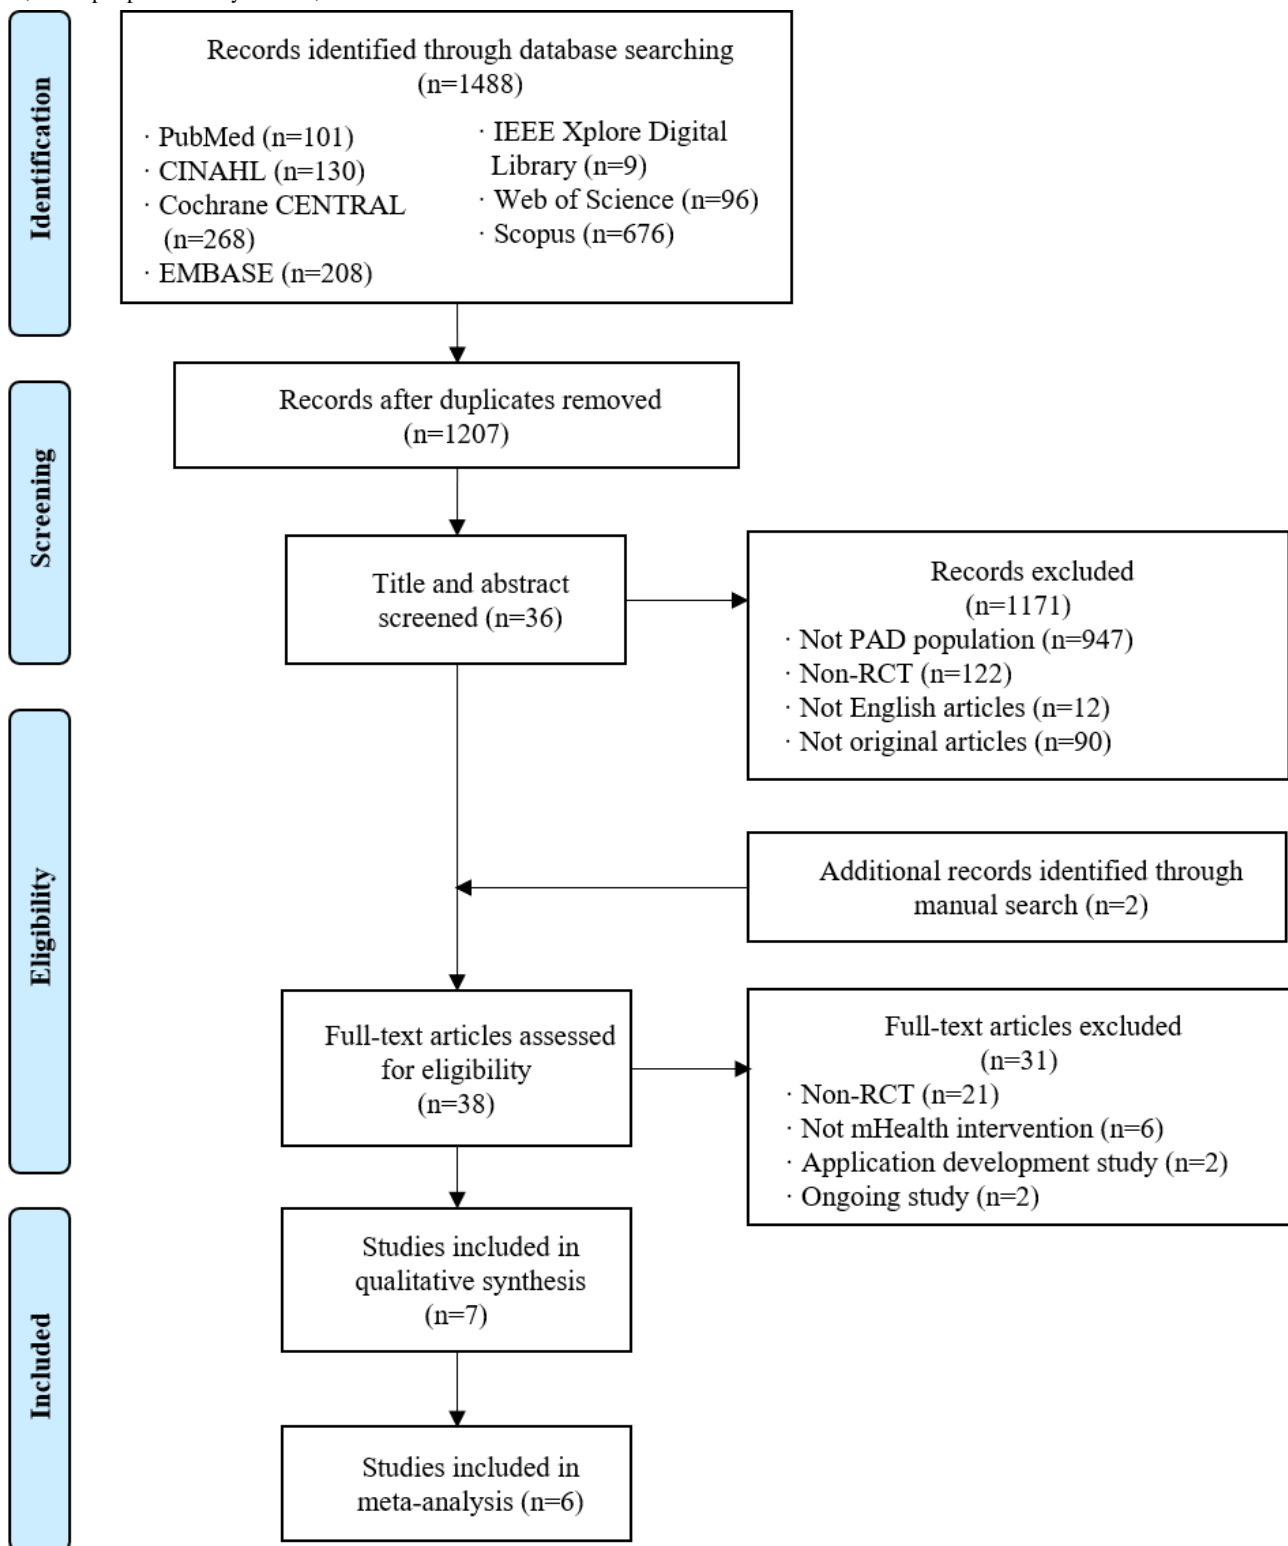 Identification
Records identified through database searching
(n=1488)
· PubMed (n=101)
· CINAHL (n=130)
· Cochrane CENTRAL
(n=268)
· EMBASE (n=208)
· IEEE Xplore Digital
Library (n=9)
· Web of Science (n=96)
· Scopus (n=676)
Screening
Records after duplicates removed
(n=1207)
Title and abstract
screened (n=36)
Records excluded
(n=1171)
· Not PAD population (n=947)
· Non-RCT (n=122)
· Not English articles (n=12)
· Not original articles (n=90)
Eligibility
Additional records identified through
manual search (n=2)
Full-text articles assessed
for eligibility
(n=38)
Full-text articles excluded
(n=31)
· Non-RCT (n=21)
· Not mHealth intervention (n=6)
· Application development study (n=2)
· Ongoing study (n=2)
Included
Studies included in
qualitative synthesis
(n=7)
Studies included in
meta-analysis (n=6)